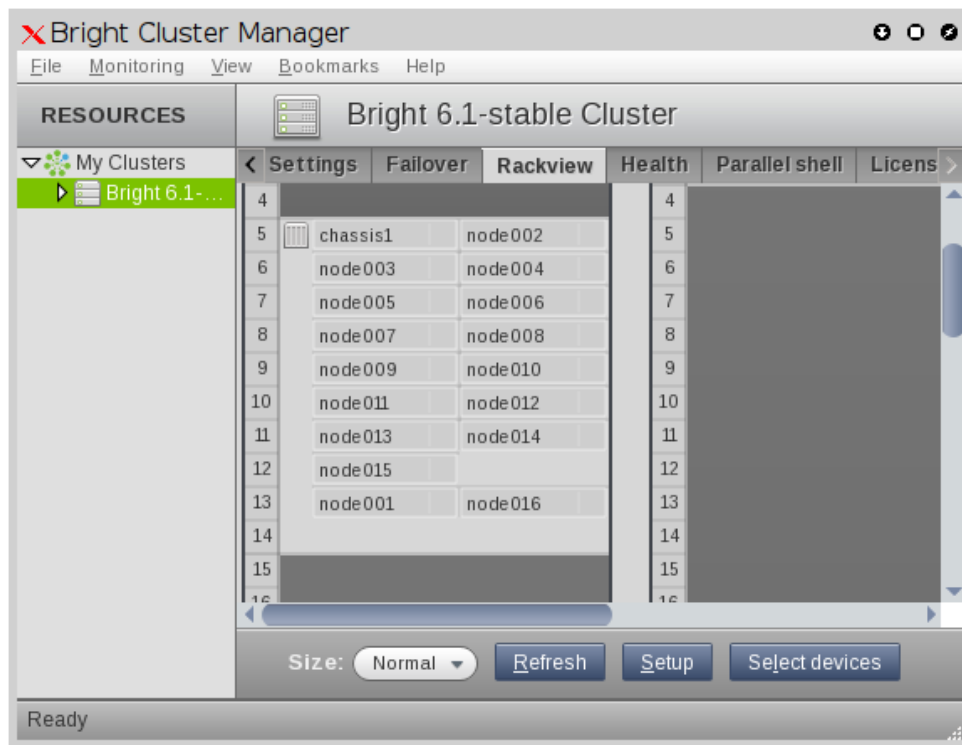 Bright Cluster Manager
File Monitoring View Bookmarks Help
RESOURCES
Bright 6.1-stable Cluster
My Clusters
Bright 6.1-...
Settings Failover Rackview Health Parallel shell Licens
4 4
5 chassis1 node002 5
6 node003 node004 6
7 node005 node006 7
8 node007 node008 8
9 node009 node010 9
10 node011 node012 10
11 node013 node014 11
12 node015 12
13 node001 node016 13
14 14
15 15
16 16
Size: Normal Refresh Setup Select devices
Ready